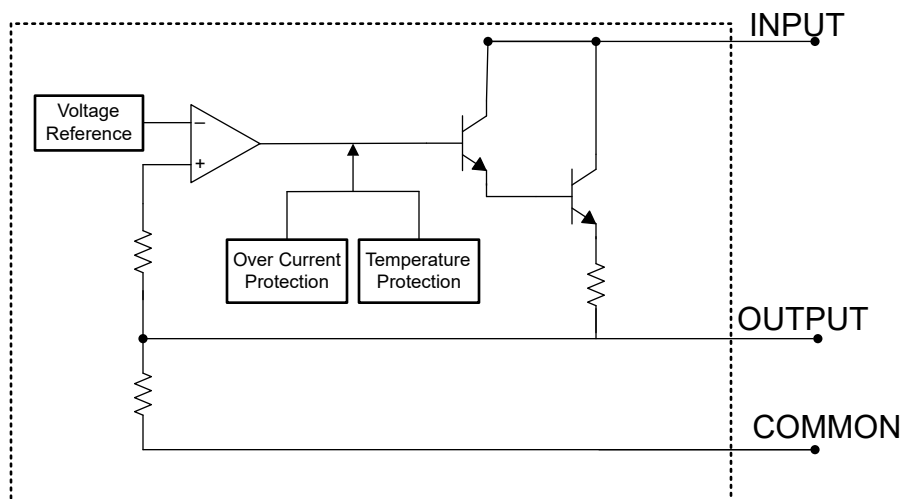 INPUT
Voltage
Reference
−
+
Over Current
Protection
Temperature
Protection
OUTPUT
COMMON